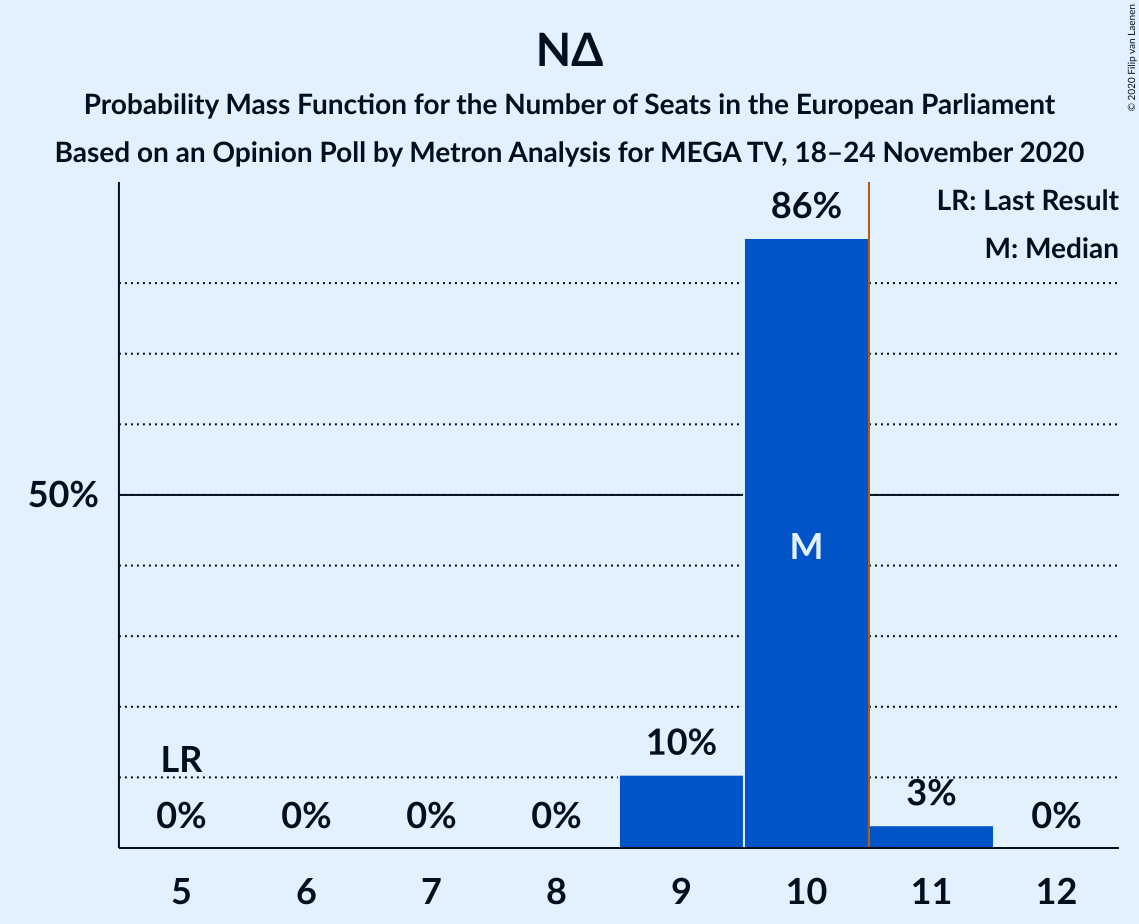 © 2020 Filip van Laenen
ΝΔ
Probability Mass Function for the Number of Seats in the European Parliament
Based on an Opinion Poll by Metron Analysis for MEGA TV, 18–24 November 2020
LR: Last Result
M: Median
86%
50%
M
10%
LR
3%
0% 0% 0% 0% 0%
5 6 7 8 9 10 11 12